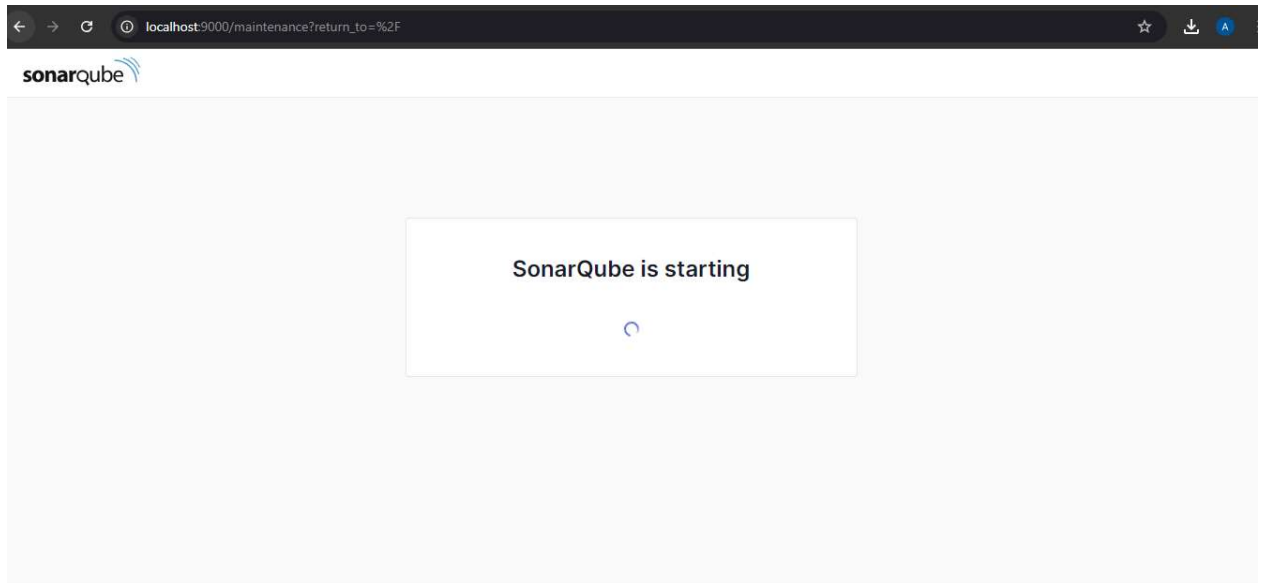 localhost:9000/maintenance?return_to=%2F
A
sonarqube
SonarQube is starting